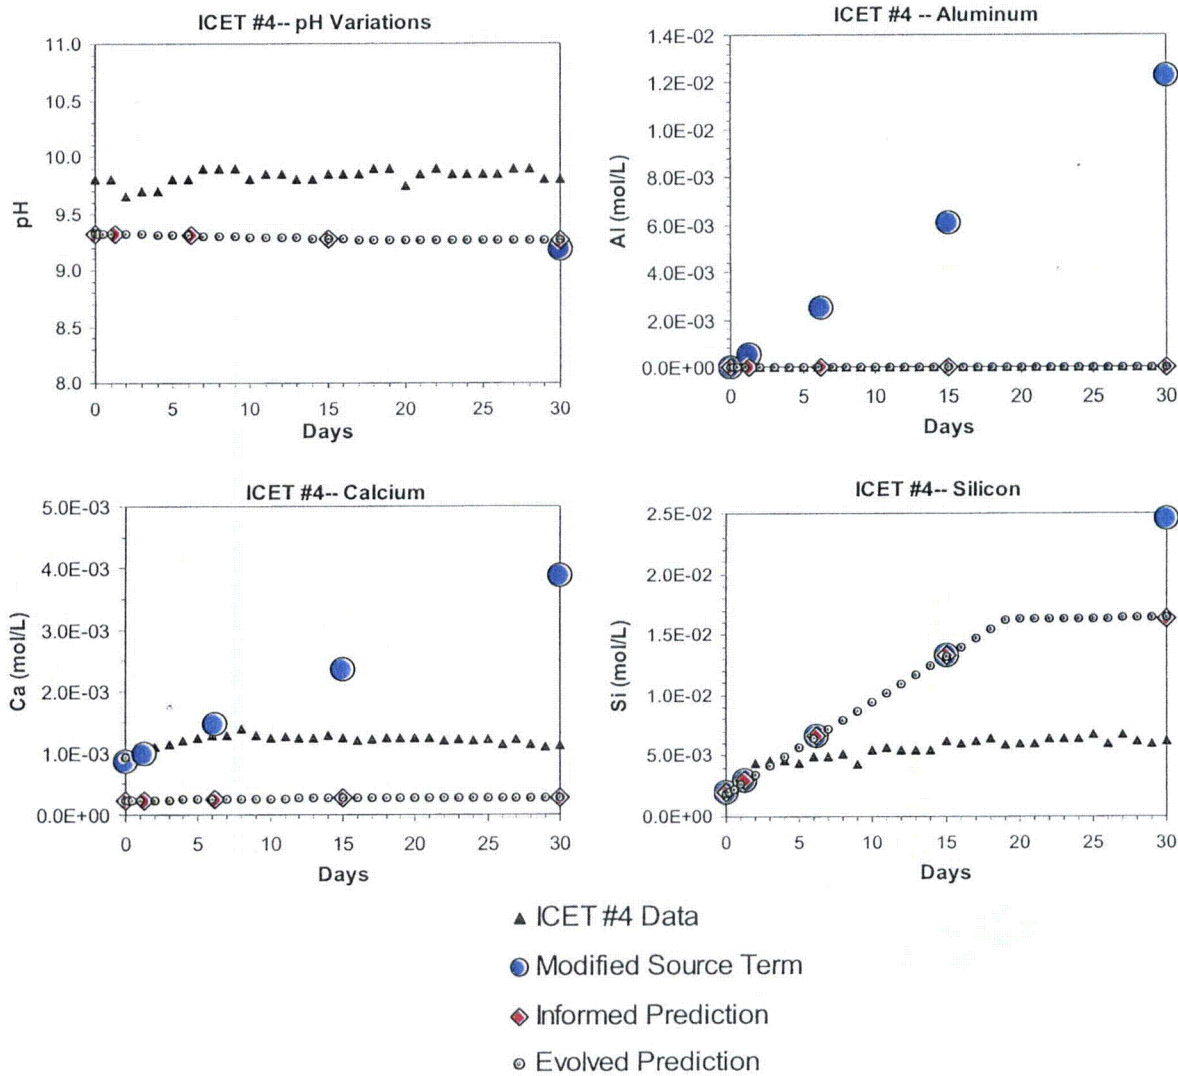 ICET #4-- pH Variations
11.0
10.5
10.0
9.5
9.0
8.5
8.0
pH
0 5 10 15 20 25 30
Days
ICET #4 -- Aluminum
1.4E-02
1.2E-02
1.0E-02
8.0E-03
6.0E-03
4.0E-03
2.0E-03
0.0E+00
Al (mol/L)
0 5 10 15 20 25 30
Days
ICET #4-- Calcium
5.0E-03
4.0E-03
3.0E-03
2.0E-03
1.0E-03
0.0E+00
Ca (mol/L)
0 5 10 15 20 25 30
Days
ICET #4-- Silicon
2.5E-02
2.0E-02
1.5E-02
1.0E-02
5.0E-03
0.0E+00
Si (mol/L)
0 5 10 15 20 25 30
Days
ICET #4 Data
Modified Source Term
Informed Prediction
Evolved Prediction